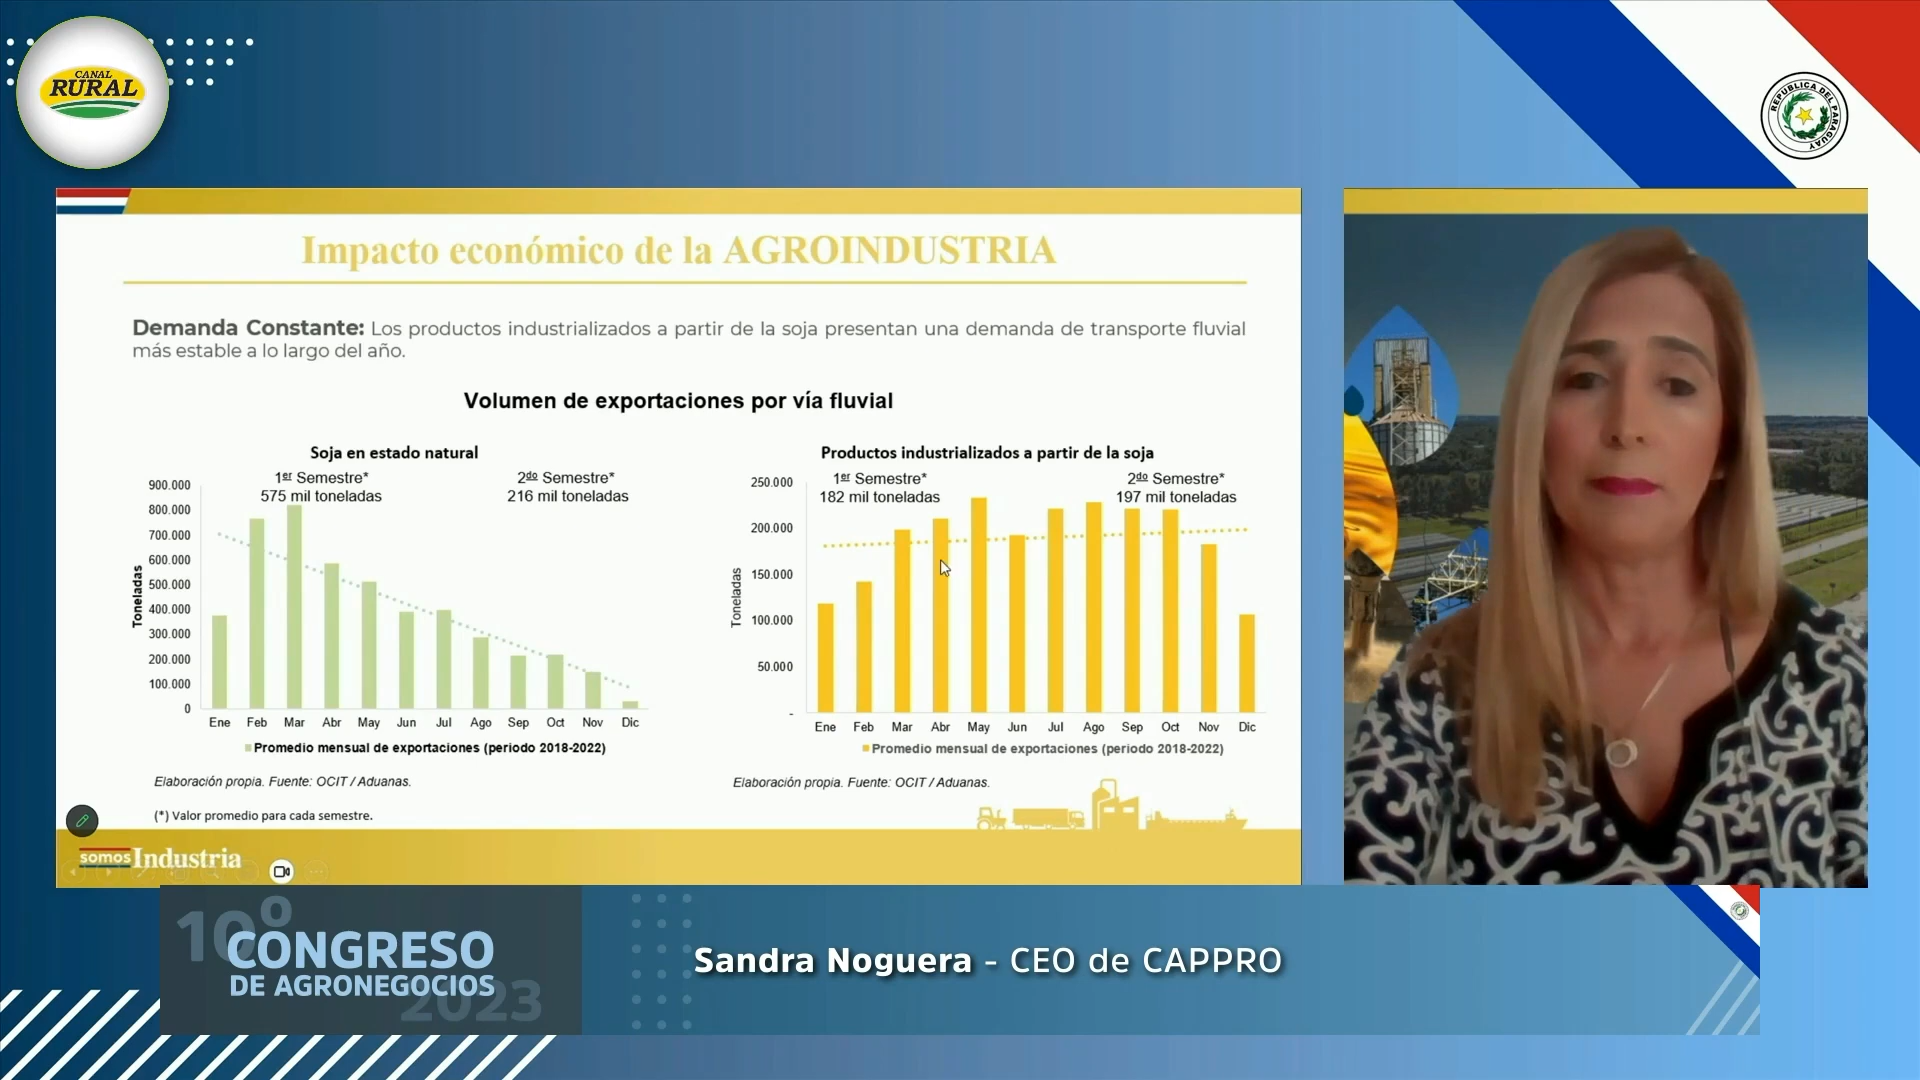 CANAL
RURAL
REPUBLICA DEL PARAGUAY
Impacto económico de la AGROINDUSTRIA
Demanda Constante: Los productos industrializados a partir de la soja presentan una demanda de transporte fluvial
más estable a lo largo del año.
Volumen de exportaciones por vía fluvial
Soja en estado natural
1er Semestre*
575 mil toneladas
2do Semestre*
216 mil toneladas
Toneladas
900.000
800.000
700.000
600.000
500.000
400.000
300.000
200.000
100.000
0
Ene Feb Mar Abr May Jun Jul Ago Sep Oct Nov Dic
Promedio mensual de exportaciones (periodo 2018-2022)
Elaboración propia. Fuente: OCIT / Aduanas.
(*) Valor promedio para cada semestre.
Productos industrializados a partir de la soja
1er Semestre*
182 mil toneladas
2do Semestre*
197 mil toneladas
Toneladas
250.000
200.000
150.000
100.000
50.000
-
Ene Feb Mar Abr May Jun Jul Ago Sep Oct Nov Dic
Promedio mensual de exportaciones (periodo 2018-2022)
Elaboración propia. Fuente: OCIT / Aduanas.
somos Industria
10º
CONGRESO
DE AGRONEGOCIOS
2023
Sandra Noguera - CEO de CAPPRO